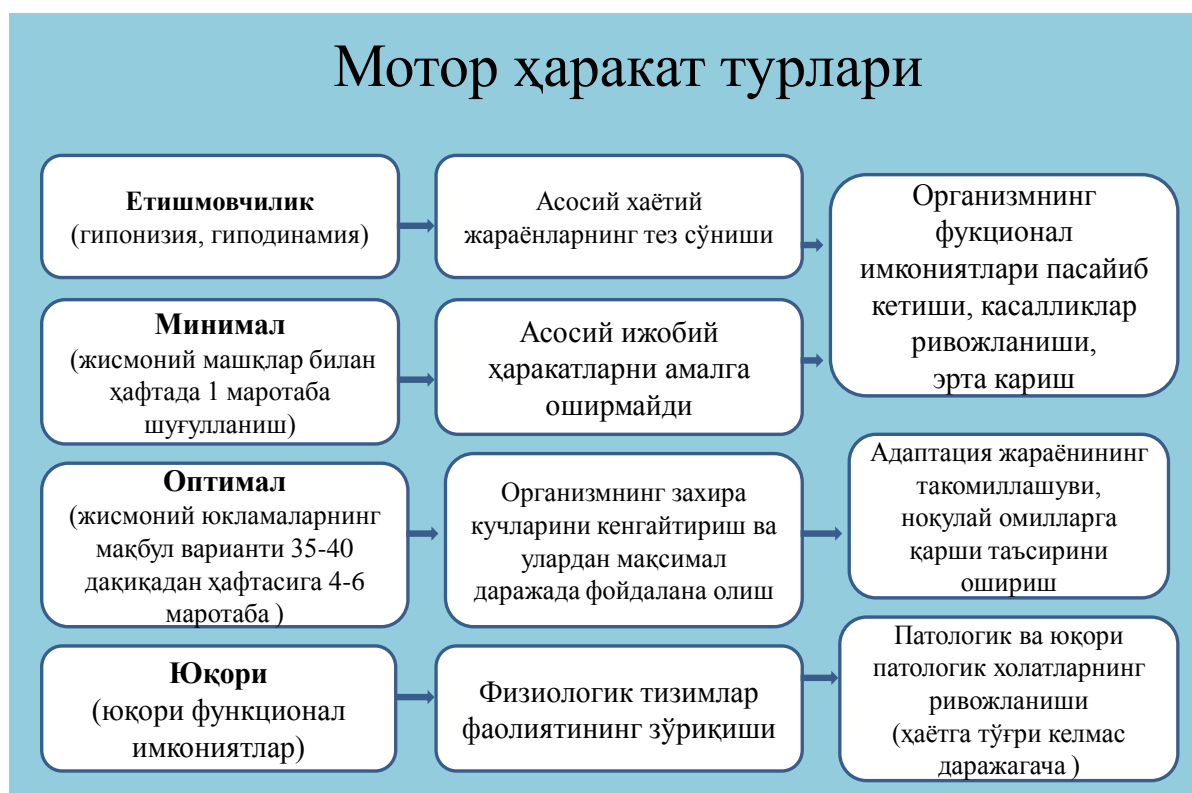 Мотор ҳаракат турлари
Етишмовчилик
(гипонизия, гиподинамия)
Асосий хаётий
жараёнларнинг тез сўниши
Организмнинг
фукционал
имкониятлари пасайиб
кетиши, касалликлар
ривожланиши,
эрта кариш
Минимал
(жисмоний машқлар билан
ҳафтада 1 маротаба
шуғулланиш)
Асосий ижобий
ҳаракатларни амалга
оширмайди
Оптимал
(жисмоний юкламаларнинг
мақбул варианти 35-40
дақиқадан ҳафтасига 4-6
маротаба )
Организмнинг захира
кучларини кенгайтириш ва
улардан мақсимал
даражада фойдалана олиш
Адаптация жараёнининг
такомиллашуви,
ноқулай омилларга
қарши таъсирини
ошириш
Юқори
(юқори функционал
имкониятлар)
Физиологик тизимлар
фаолиятининг зўриқиши
Патологик ва юқори
патологик холатларнинг
ривожланиши
(ҳаётга тўғри келмас
даражагача )